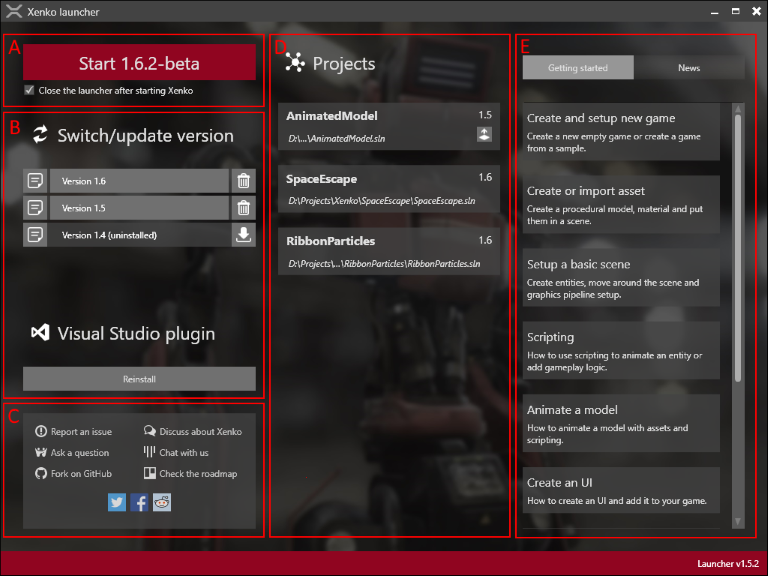 Xenko launcher
A
Start 1.6.2-beta
Close the launcher after starting Xenko
B
Switch/update version
Version 1.6
Version 1.5
Version 1.4 (uninstalled)
Visual Studio plugin
Reinstall
C
Report an issue
Discuss about Xenko
Ask a question
Chat with us
Fork on GitHub
Check the roadmap
D
Projects
AnimatedModel 1.5
D:\...\AnimatedModel.sln
SpaceEscape 1.6
D:\Projects\Xenko\SpaceEscape\SpaceEscape.sln
RibbonParticles 1.6
D:\Projects\...\RibbonParticles\RibbonParticles.sln
E
Getting started
News
Create and setup new game
Create a new empty game or create a game
from a sample.
Create or import asset
Create a procedural model, material and put
them in a scene.
Setup a basic scene
Create entities, move around the scene and
graphics pipeline setup.
Scripting
How to use scripting to animate an entity or
add gameplay logic.
Animate a model
How to animate a model with assets and
scripting.
Create an UI
How to create an UI and add it to your game.
Launcher v1.5.2